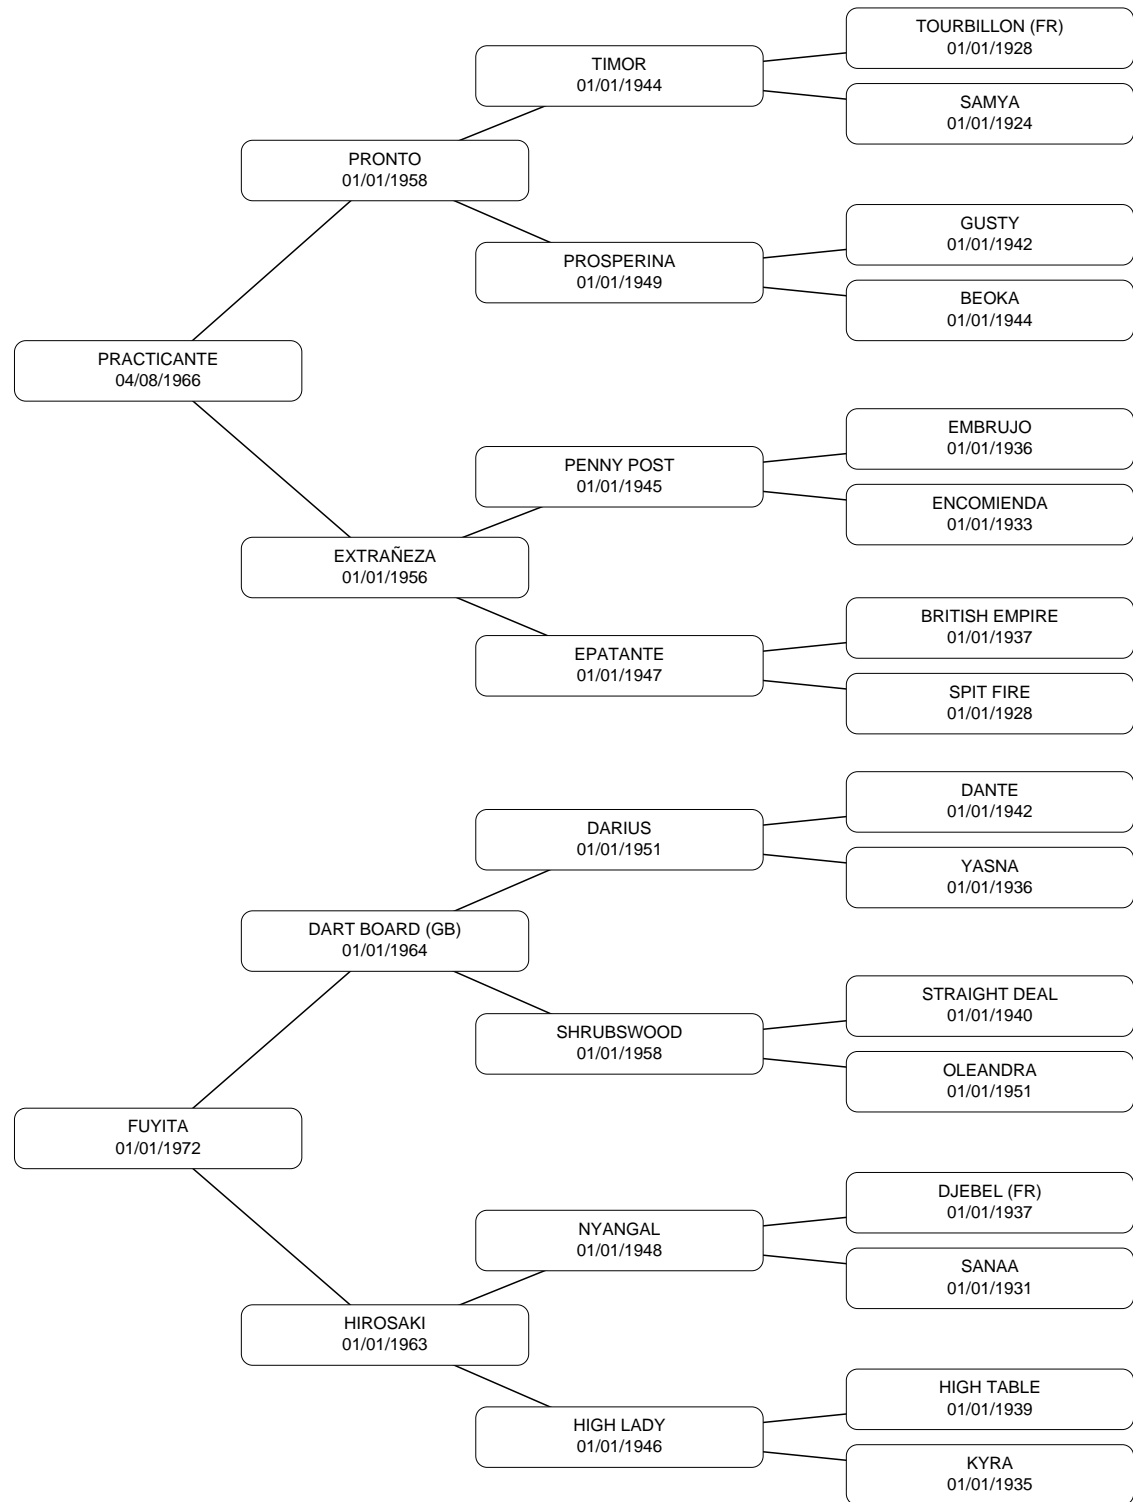 TOURBILLON (FR)
01/01/1928
TIMOR
01/01/1944
SAMYA
01/01/1924
PRONTO
01/01/1958
GUSTY
01/01/1942
PROSPERINA
01/01/1949
BEOKA
01/01/1944
PRACTICANTE
04/08/1966
EMBRUJO
01/01/1936
PENNY POST
01/01/1945
ENCOMIENDA
01/01/1933
EXTRAÑEZA
01/01/1956
BRITISH EMPIRE
01/01/1937
EPATANTE
01/01/1947
SPIT FIRE
01/01/1928
DANTE
01/01/1942
DARIUS
01/01/1951
YASNA
01/01/1936
DART BOARD (GB)
01/01/1964
STRAIGHT DEAL
01/01/1940
SHRUBSWOOD
01/01/1958
OLEANDRA
01/01/1951
FUYITA
01/01/1972
DJEBEL (FR)
01/01/1937
NYANGAL
01/01/1948
SANAA
01/01/1931
HIROSAKI
01/01/1963
HIGH TABLE
01/01/1939
HIGH LADY
01/01/1946
KYRA
01/01/1935